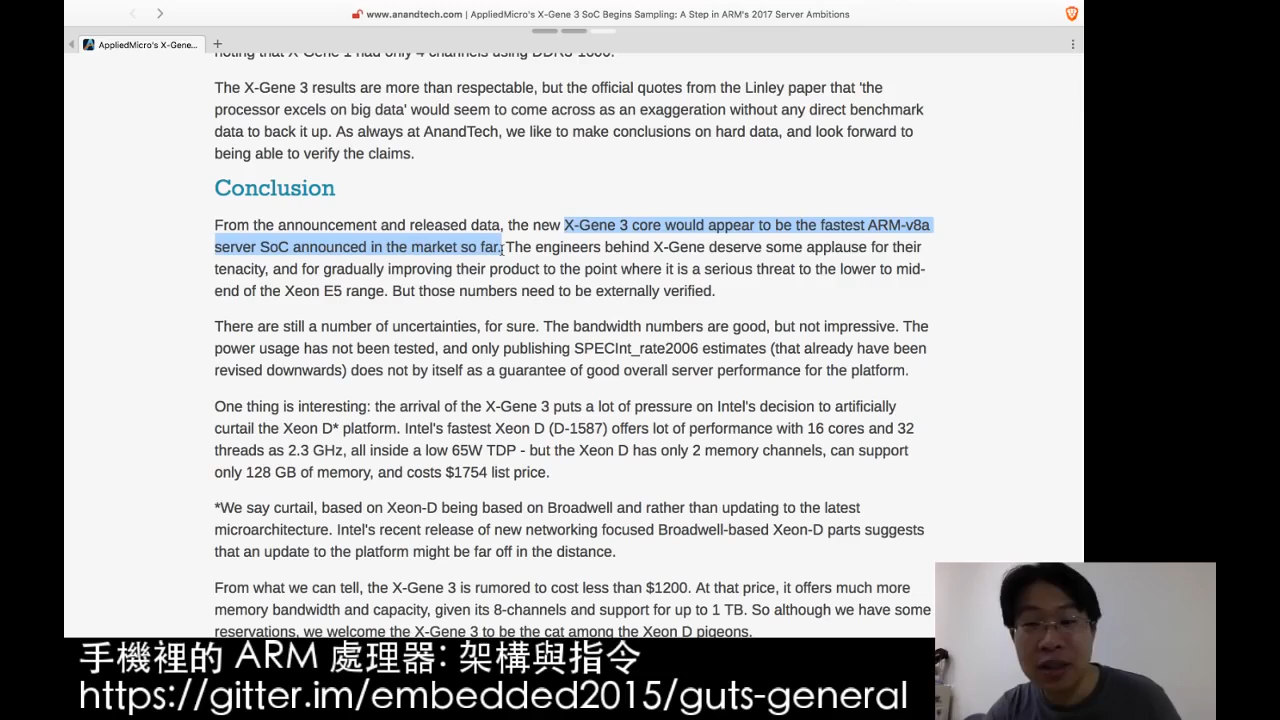 www.anandtech.com | AppliedMicro's X-Gene 3 SoC Begins Sampling: A Step in ARM's 2017 Server Ambitions
AppliedMicro's X-Gene...
noting that X-Gene 1 had only 4 channels using DDR3-1600.
The X-Gene 3 results are more than respectable, but the official quotes from the Linley paper that 'the
processor excels on big data' would seem to come across as an exaggeration without any direct benchmark
data to back it up. As always at AnandTech, we like to make conclusions on hard data, and look forward to
being able to verify the claims.
Conclusion
From the announcement and released data, the new X-Gene 3 core would appear to be the fastest ARM-v8a
server SoC announced in the market so far. The engineers behind X-Gene deserve some applause for their
tenacity, and for gradually improving their product to the point where it is a serious threat to the lower to mid-
end of the Xeon E5 range. But those numbers need to be externally verified.
There are still a number of uncertainties, for sure. The bandwidth numbers are good, but not impressive. The
power usage has not been tested, and only publishing SPECInt_rate2006 estimates (that already have been
revised downwards) does not by itself as a guarantee of good overall server performance for the platform.
One thing is interesting: the arrival of the X-Gene 3 puts a lot of pressure on Intel's decision to artificially
curtail the Xeon D* platform. Intel's fastest Xeon D (D-1587) offers lot of performance with 16 cores and 32
threads as 2.3 GHz, all inside a low 65W TDP - but the Xeon D has only 2 memory channels, can support
only 128 GB of memory, and costs $1754 list price.
*We say curtail, based on Xeon-D being based on Broadwell and rather than updating to the latest
microarchitecture. Intel's recent release of new networking focused Broadwell-based Xeon-D parts suggests
that an update to the platform might be far off in the distance.
From what we can tell, the X-Gene 3 is rumored to cost less than $1200. At that price, it offers much more
memory bandwidth and capacity, given its 8-channels and support for up to 1 TB. So although we have some
reservations, we welcome the X-Gene 3 to be the cat among the Xeon D pigeons.
手機裡的 ARM 處理器: 架構與指令
https://gitter.im/embedded2015/guts-general